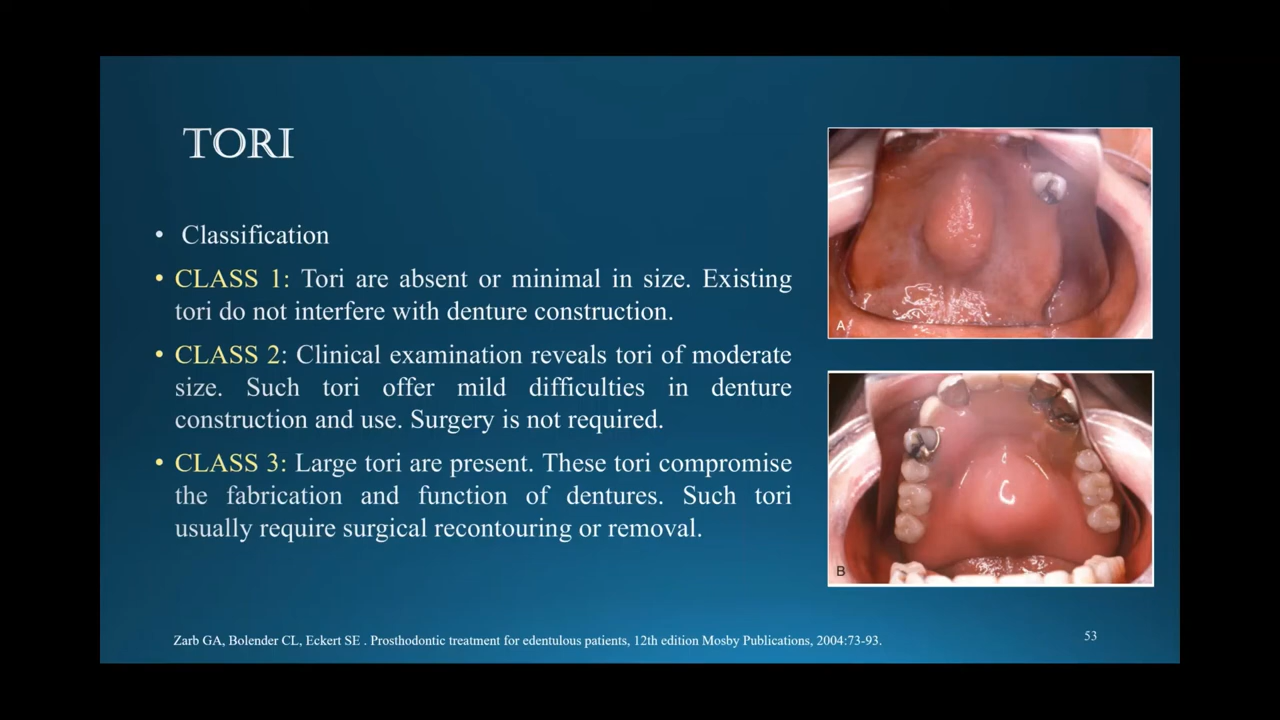 TORI
• Classification
• CLASS 1: Tori are absent or minimal in size. Existing
tori do not interfere with denture construction.
• CLASS 2: Clinical examination reveals tori of moderate
size. Such tori offer mild difficulties in denture
construction and use. Surgery is not required.
• CLASS 3: Large tori are present. These tori compromise
the fabrication and function of dentures. Such tori
usually require surgical recontouring or removal.
A
B
Zarb GA, Bolender CL, Eckert SE . Prosthodontic treatment for edentulous patients, 12th edition Mosby Publications, 2004:73-93.
53